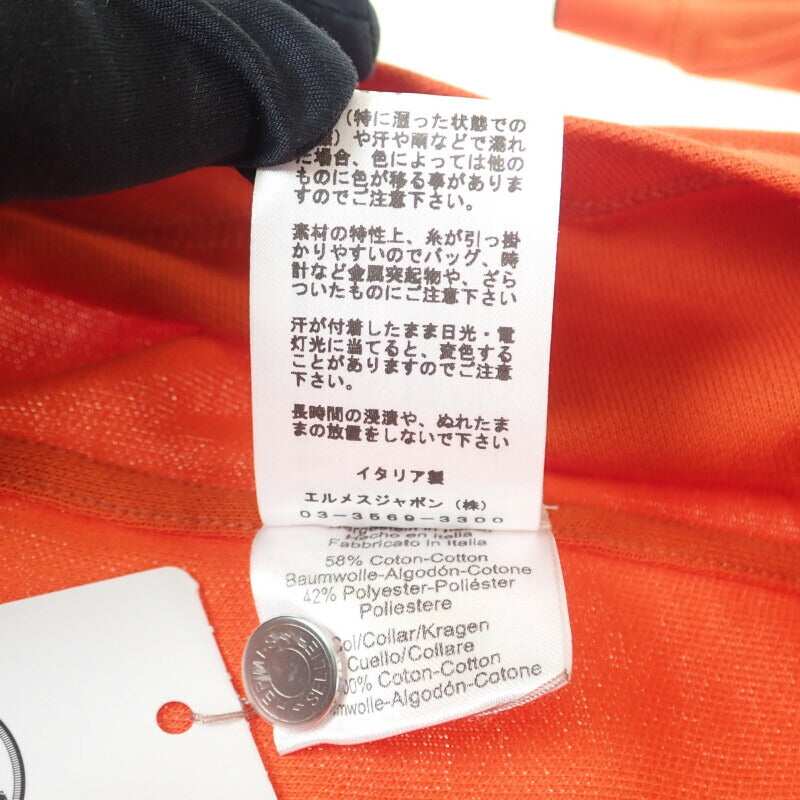 (特に湿った状態での
) や汗や雨などで濡れ
た場合、色によっては他の
ものに色が移る事がありま
すのでご注意下さい。
素材の特性上、糸が引っ掛
かりやすいのでバッグ、時
計など金属突起物や、ざら
ついたものにご注意下さい
汗が付着したまま日光・電
灯光に当てると、変色する
ことがありますのでご注意
下さい。
長時間の浸漬や、ぬれたま
まの放置をしないで下さい
イタリア製
エルメスジャポン (株)
03-3569-3300
Hergestellt in Italien
Hecho en Italia
Fabbricato in Italia
58% Coton-Cotton
Baumwolle-Algodón-Cotone
42% Polyester-Poliéster
Poliestere
Col/Collar/Kragen
Cuello/Collare
100% Coton-Cotton
Baumwolle-Algodón-Cotone